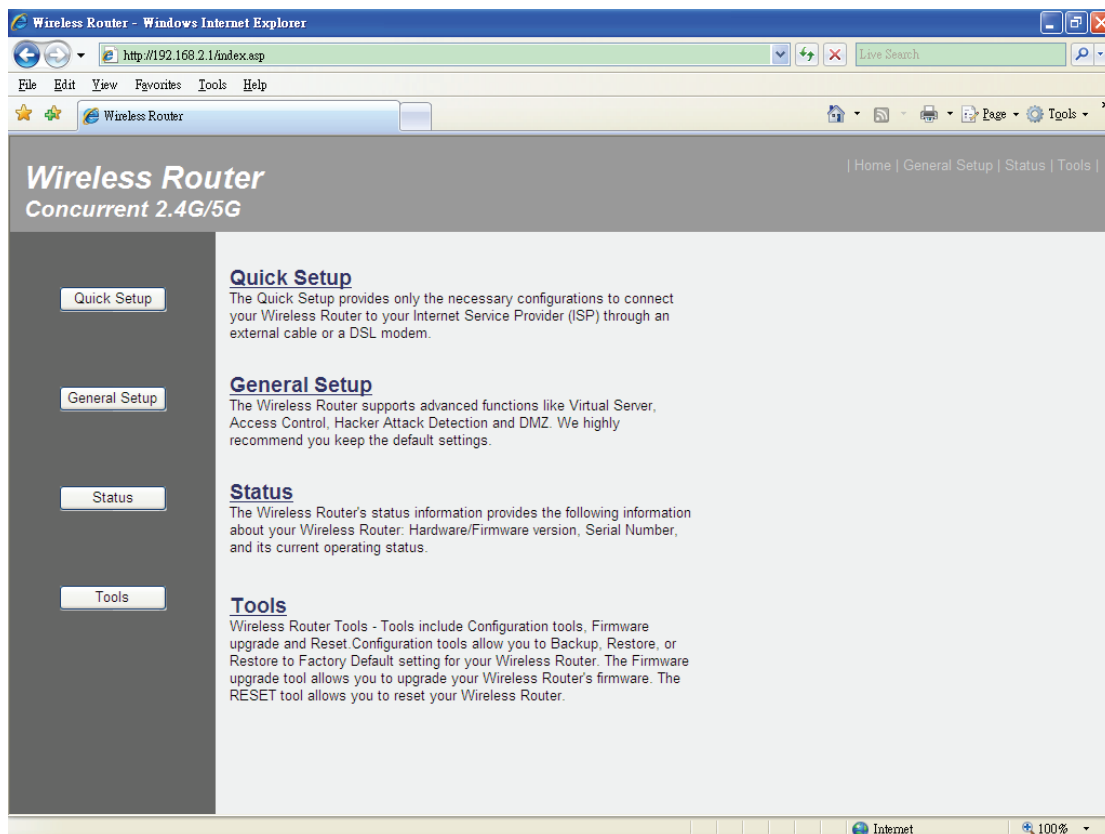 Wireless Router - Windows Internet Explorer
http://192.168.2.1/index.asp
Live Search
File Edit View Favorites Tools Help
Wireless Router
Page Tools
Wireless Router
Concurrent 2.4G/5G
| Home | General Setup | Status | Tools |
Quick Setup
General Setup
Status
Tools
Quick Setup
The Quick Setup provides only the necessary configurations to connect
your Wireless Router to your Internet Service Provider (ISP) through an
external cable or a DSL modem.
General Setup
The Wireless Router supports advanced functions like Virtual Server,
Access Control, Hacker Attack Detection and DMZ. We highly
recommend you keep the default settings.
Status
The Wireless Router's status information provides the following information
about your Wireless Router: Hardware/Firmware version, Serial Number,
and its current operating status.
Tools
Wireless Router Tools - Tools include Configuration tools, Firmware
upgrade and Reset.Configuration tools allow you to Backup, Restore, or
Restore to Factory Default setting for your Wireless Router. The Firmware
upgrade tool allows you to upgrade your Wireless Router's firmware. The
RESET tool allows you to reset your Wireless Router.
Internet
100%